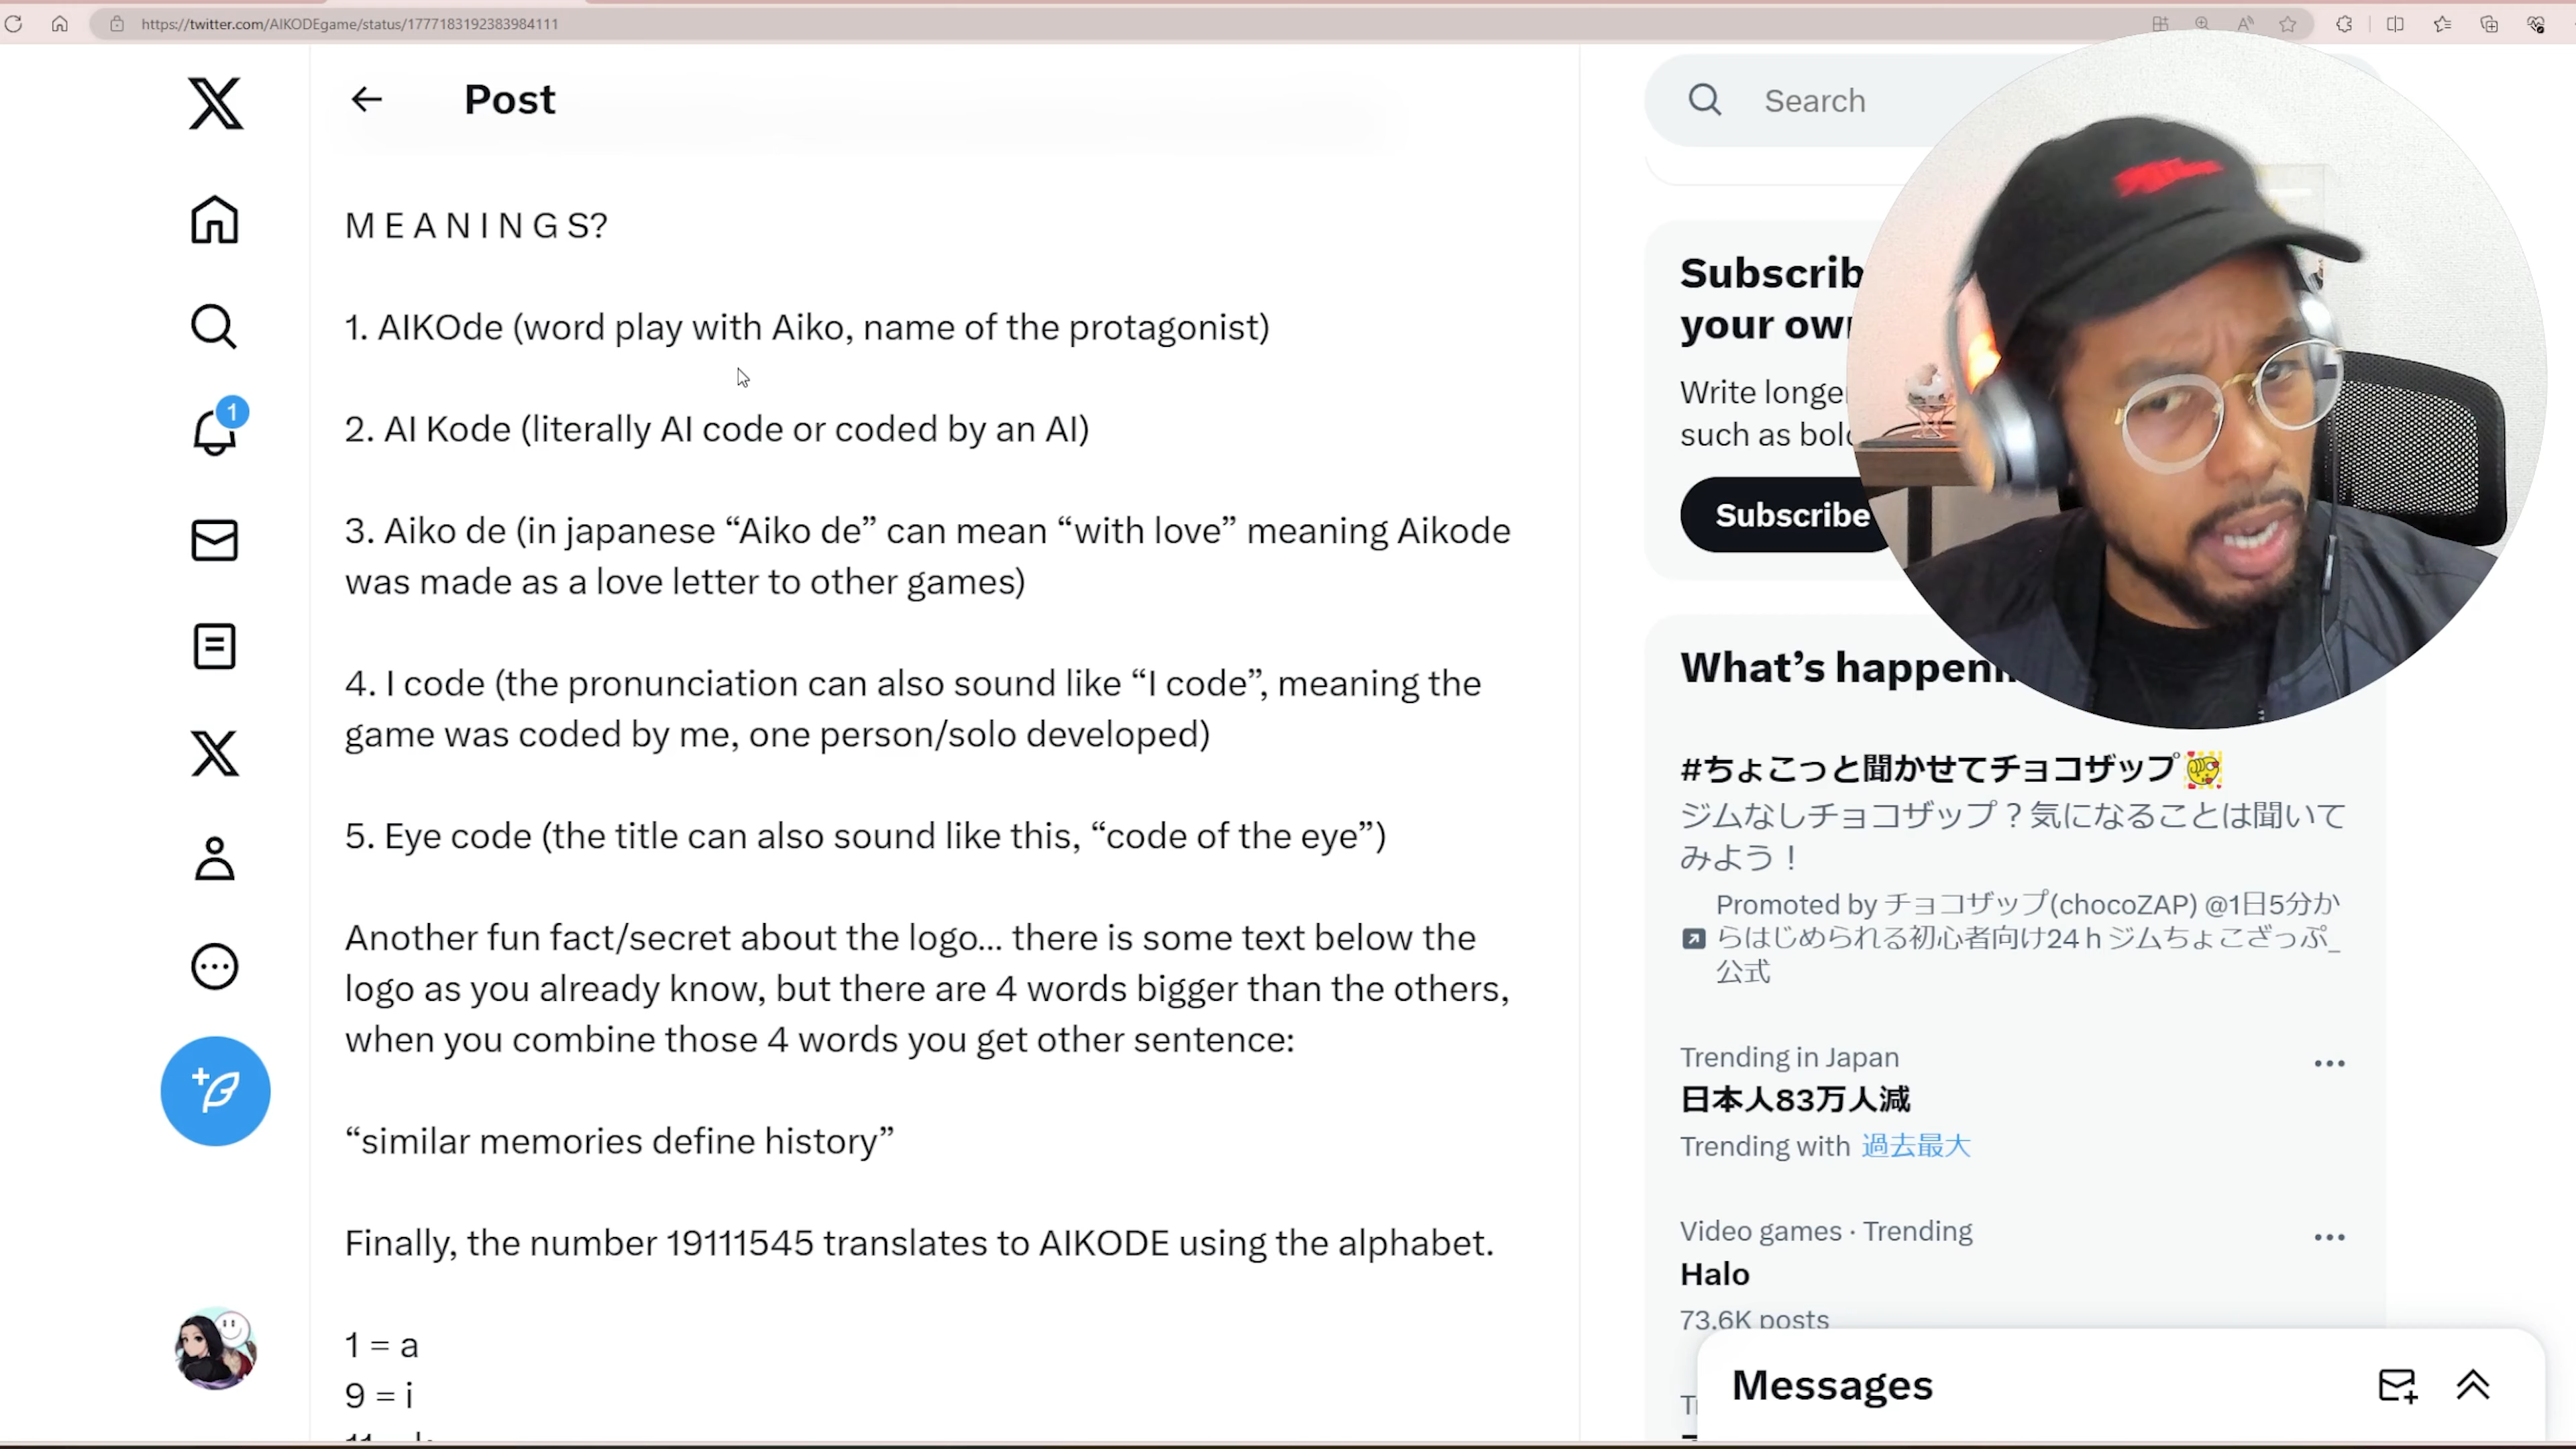 https://twitter.com/AIKODEgame/status/1777183192383984111
Post
M E A N I N G S?
1. AIKOde (word play with Aiko, name of the protagonist)
2. AI Kode (literally AI code or coded by an AI)
3. Aiko de (in japanese “Aiko de” can mean “with love” meaning Aikode
was made as a love letter to other games)
4. I code (the pronunciation can also sound like “I code”, meaning the
game was coded by me, one person/solo developed)
5. Eye code (the title can also sound like this, “code of the eye”)
Another fun fact/secret about the logo... there is some text below the
logo as you already know, but there are 4 words bigger than the others,
when you combine those 4 words you get other sentence:
“similar memories define history”
Finally, the number 19111545 translates to AIKODE using the alphabet.
1 = a
9 = i
1
Search
Subscrib
your ow
Write longe
such as bol
Subscribe
What’s happeni
#ちょこっと聞かせてチョコザップ
ジムなしチョコザップ？気になることは聞いて
みよう！
Promoted by チョコザップ(chocoZAP) @1日5分か
らはじめられる初心者向け24ｈジムちょこざっぷ_
公式
Trending in Japan
日本人83万人減
Trending with 過去最大
Video games · Trending
Halo
73.6K posts
Messages